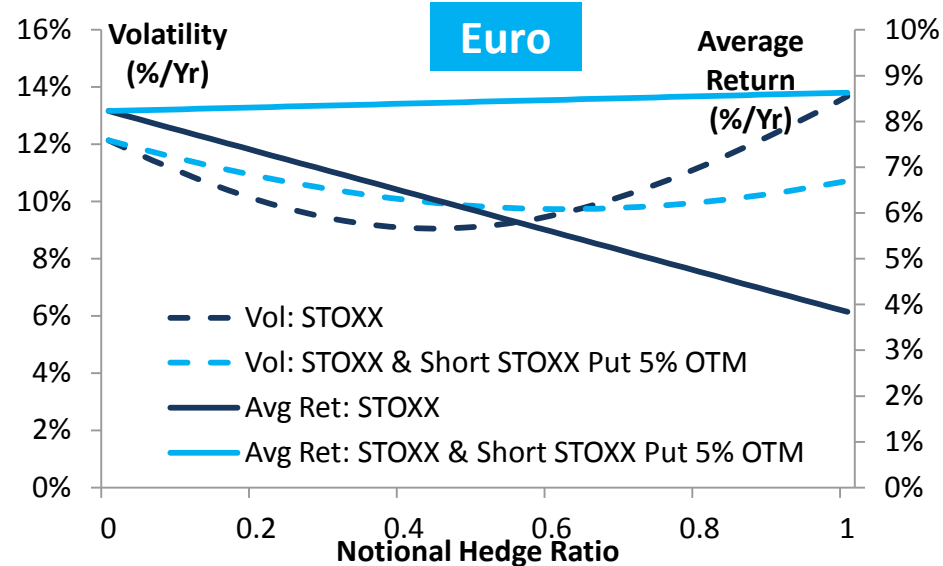 Euro
Volatility
(%/Yr)
Average
Return
(%/Yr)
16%
14%
12%
10%
8%
6%
4%
2%
0%
10%
9%
8%
7%
6%
5%
4%
3%
2%
1%
0%
Vol: STOXX
Vol: STOXX & Short STOXX Put 5% OTM
Avg Ret: STOXX
Avg Ret: STOXX & Short STOXX Put 5% OTM
0 0.2 0.4 0.6 0.8 1
Notional Hedge Ratio